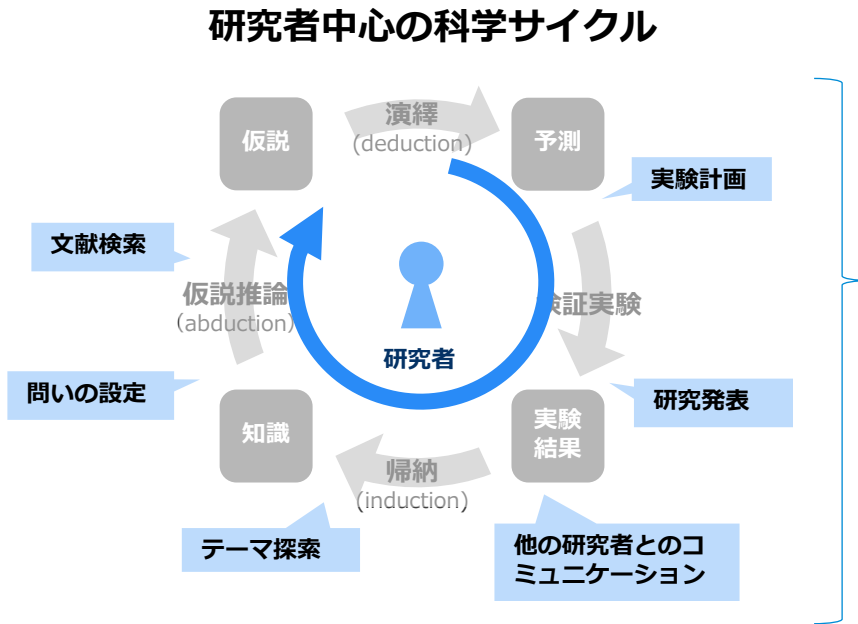 研究者中心の科学サイクル
仮説
演繹
(deduction)
予測
実験計画
文献検索
仮説推論
(abduction)
検証実験
研究者
問いの設定
研究発表
知識
実験
結果
帰納
(induction)
テーマ探索
他の研究者とのコ
ミュニケーション